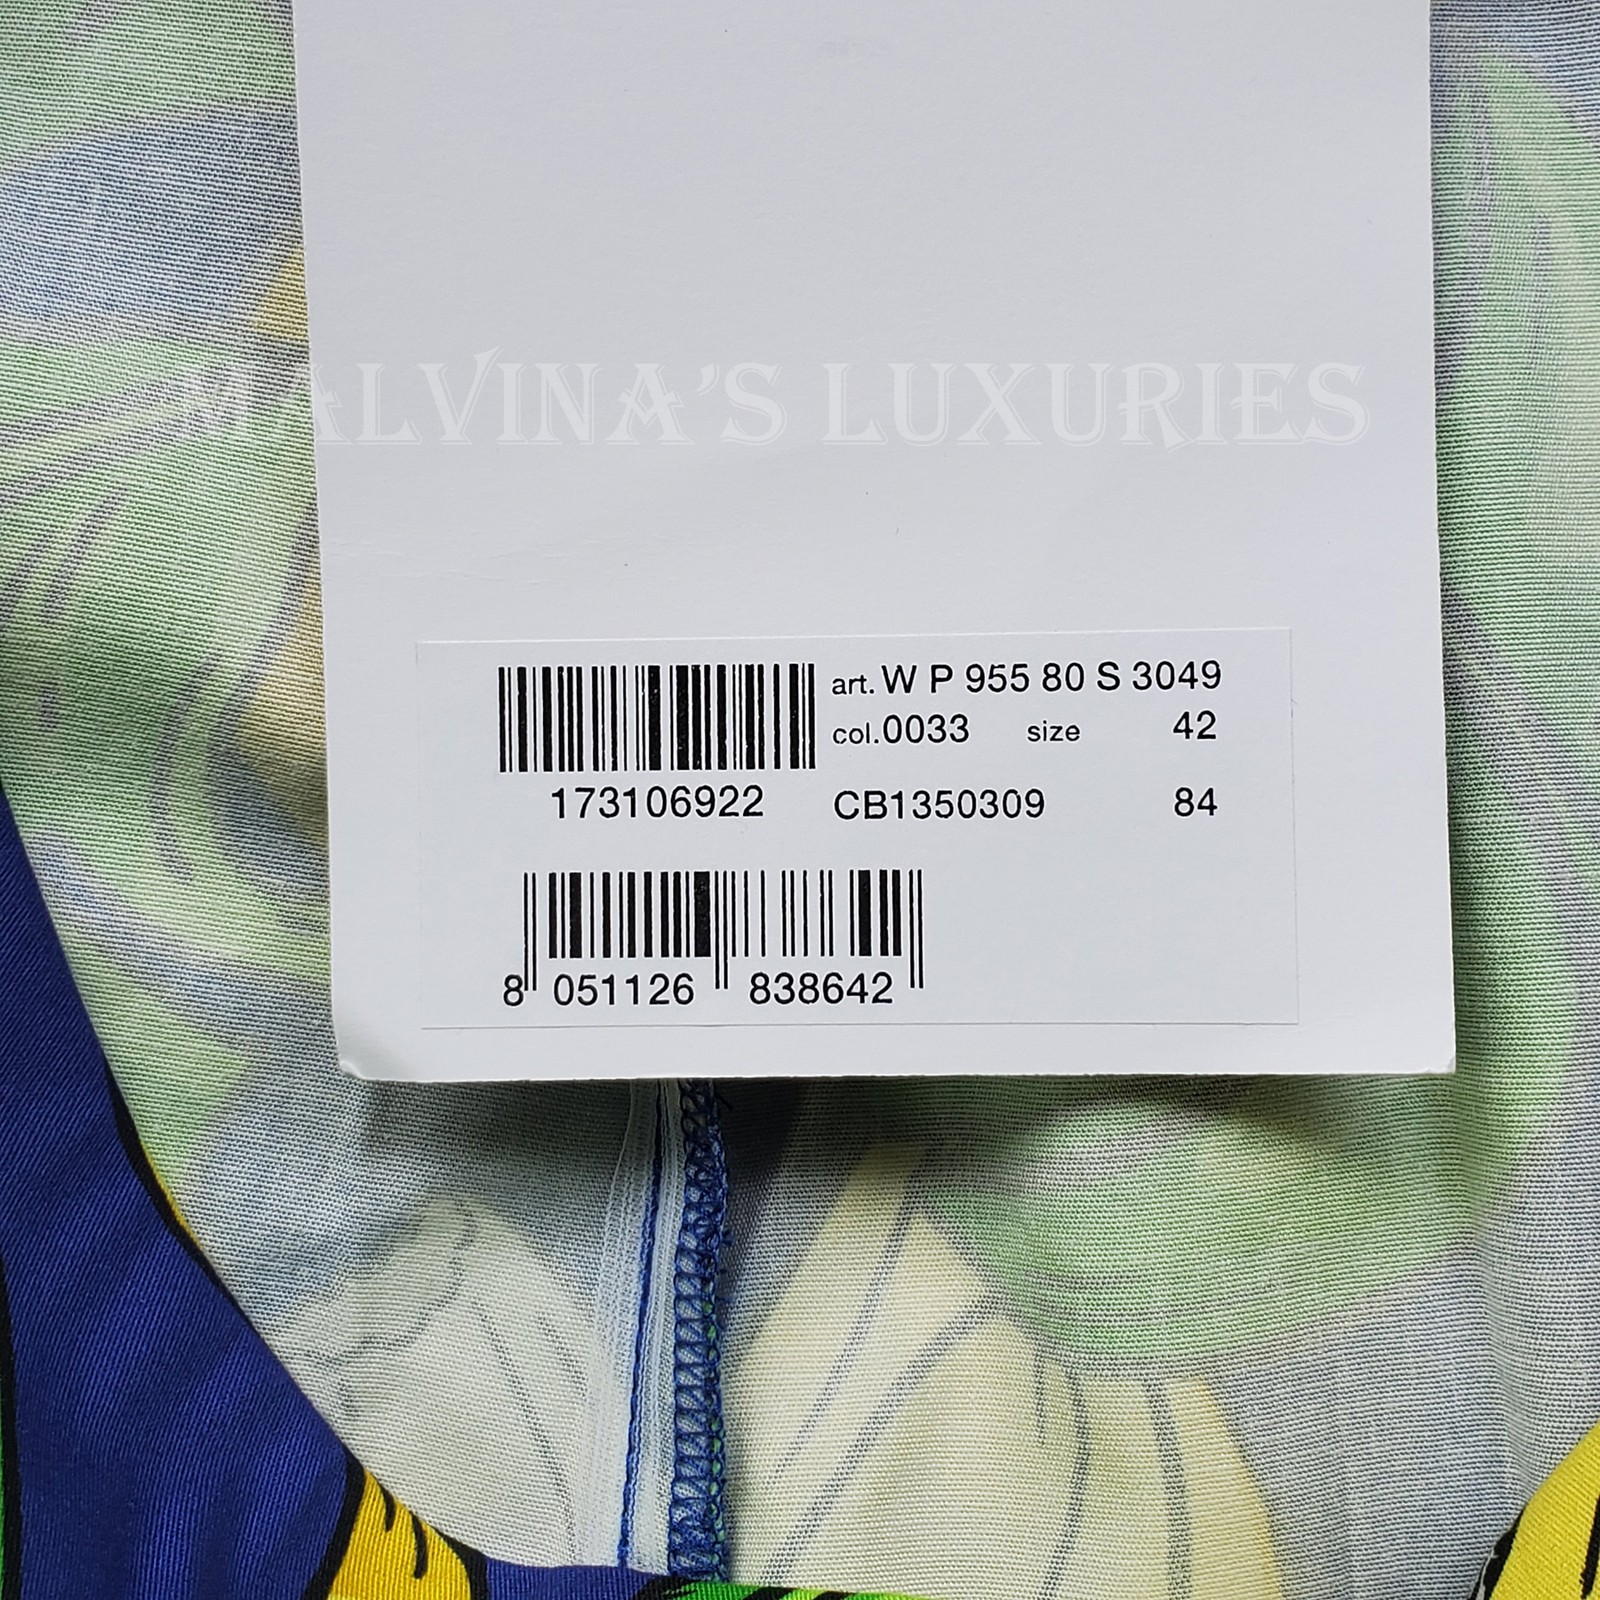 MALVINA'S LUXURIES
art. W P 955 80 S 3049
col.0033 size 42
173106922 CB1350309 84
8 051126 838642